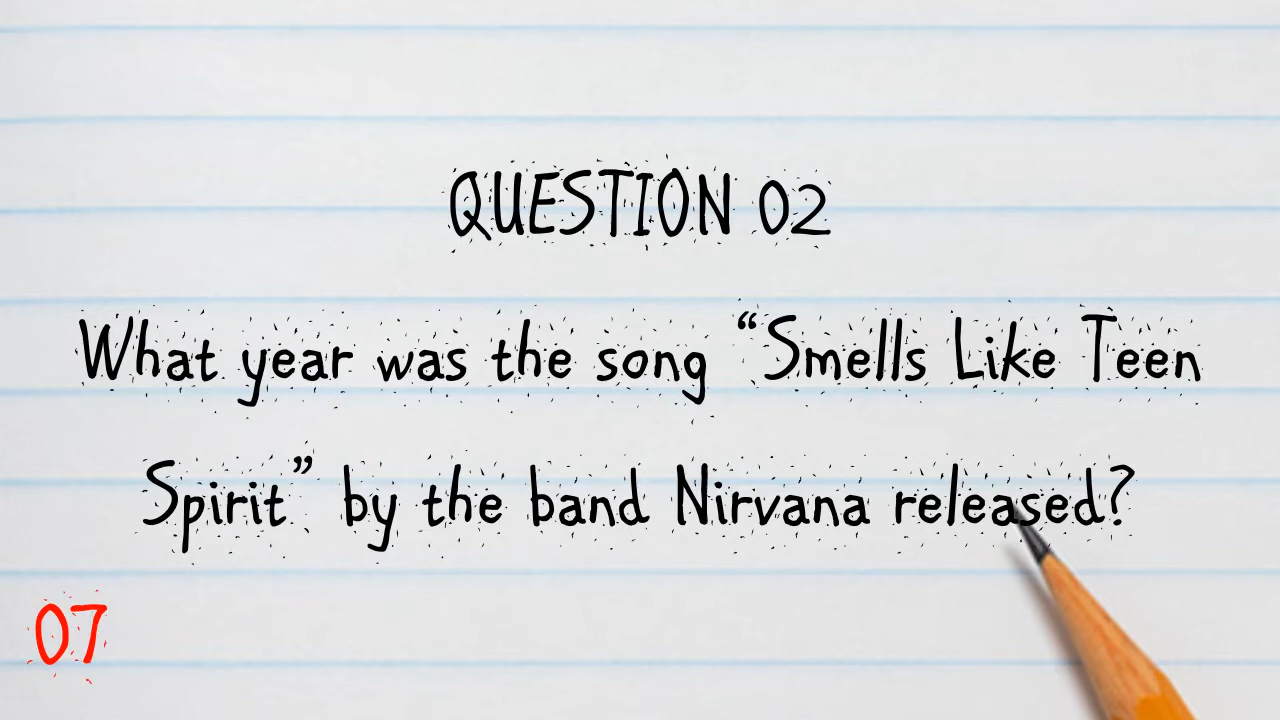 QUESTION 02
What year was the song “Smells Like Teen
Spirit” by the band Nirvana released?
07